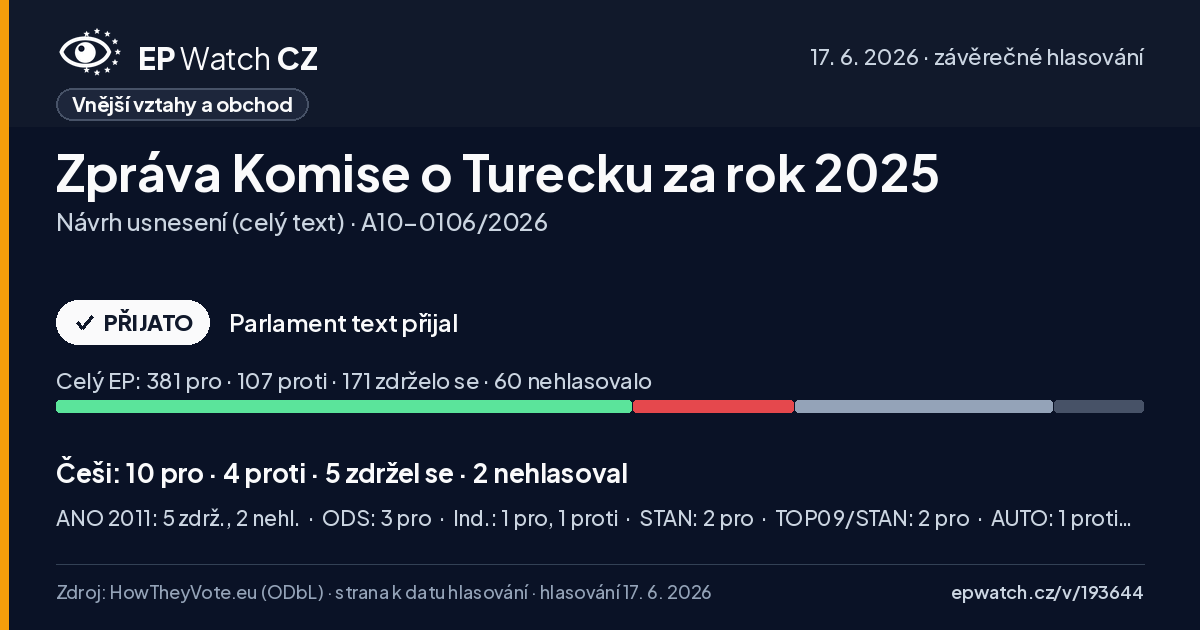 EP Watch CZ
17. 6. 2026 · závěrečné hlasování
Vnější vztahy a obchod
Zpráva Komise o Turecku za rok 2025
Návrh usnesení (celý text) · A10-0106/2026
✓ PŘIJATO Parlament text přijal
Celý EP: 381 pro · 107 proti · 171 zdrželo se · 60 nehlasovalo
Češi: 10 pro · 4 proti · 5 zdržel se · 2 nehlasoval
ANO 2011: 5 zdrž., 2 nehl. · ODS: 3 pro · Ind.: 1 pro, 1 proti · STAN: 2 pro · TOP09/STAN: 2 pro · AUTO: 1 proti…
Zdroj: HowTheyVote.eu (ODbL) · strana k datu hlasování · hlasování 17. 6. 2026
epwatch.cz/v/193644